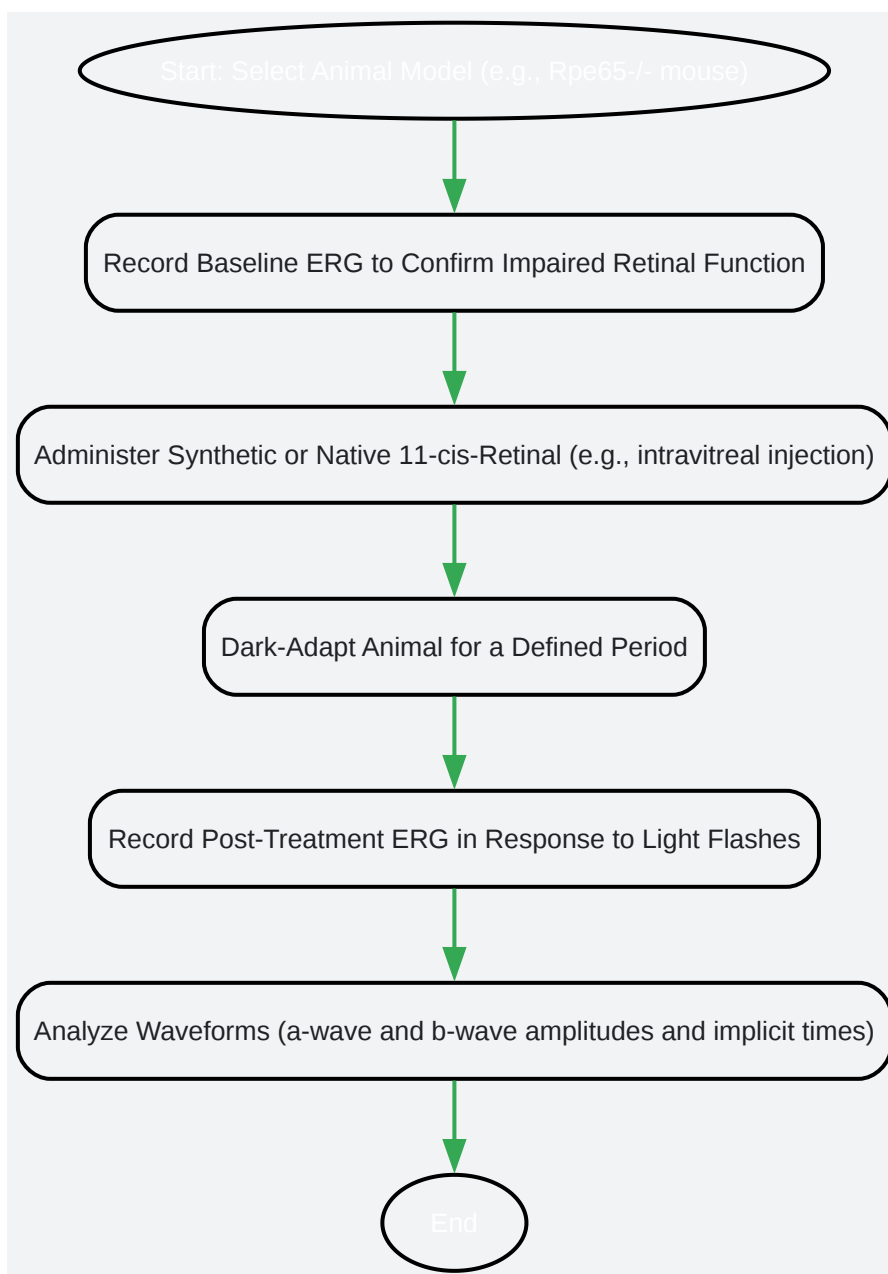 Start: Select Animal Model (e.g., Rpe65-/- mouse)
Record Baseline ERG to Confirm Impaired Retinal Function
Administer Synthetic or Native 11-cis-Retinal (e.g., intravitreal injection)
Dark-Adapt Animal for a Defined Period
Record Post-Treatment ERG in Response to Light Flashes
Analyze Waveforms (a-wave and b-wave amplitudes and implicit times)
End